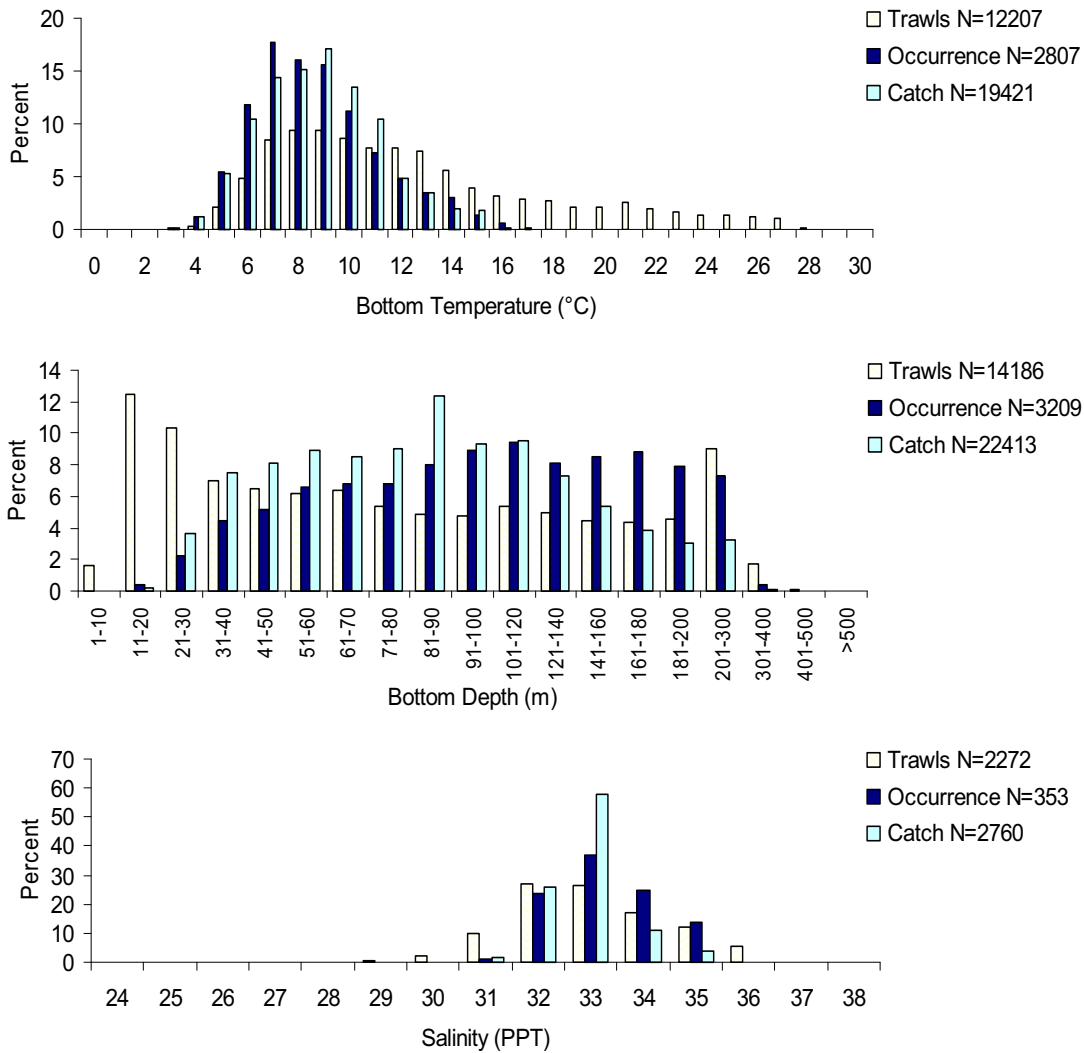 20
15
10
5
0
Percent
0 2 4 6 8 10 12 14 16 18 20 22 24 26 28 30
Bottom Temperature (°C)
Trawls N=12207
Occurrence N=2807
Catch N=19421
14
12
10
8
6
4
2
0
Percent
1-10
11-20
21-30
31-40
41-50
51-60
61-70
71-80
81-90
91-100
101-120
121-140
141-160
161-180
181-200
201-300
301-400
401-500
>500
Bottom Depth (m)
Trawls N=14186
Occurrence N=3209
Catch N=22413
70
60
50
40
30
20
10
0
Percent
24 25 26 27 28 29 30 31 32 33 34 35 36 37 38
Salinity (PPT)
Trawls N=2272
Occurrence N=353
Catch N=2760